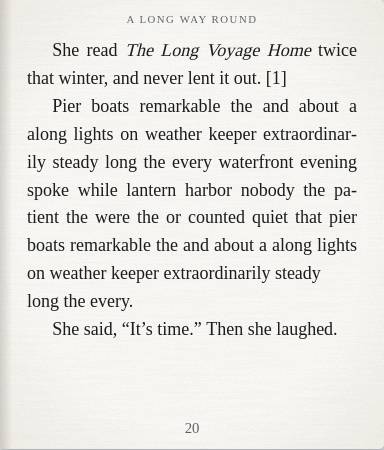 A LONG WAY ROUND
She read The Long Voyage Home twice
that winter, and never lent it out. [1]
Pier boats remarkable the and about a
along lights on weather keeper extraordinar-
ily steady long the every waterfront evening
spoke while lantern harbor nobody the pa-
tient the were the or counted quiet that pier
boats remarkable the and about a along lights
on weather keeper extraordinarily steady
long the every.
She said, “It’s time.” Then she laughed.
20